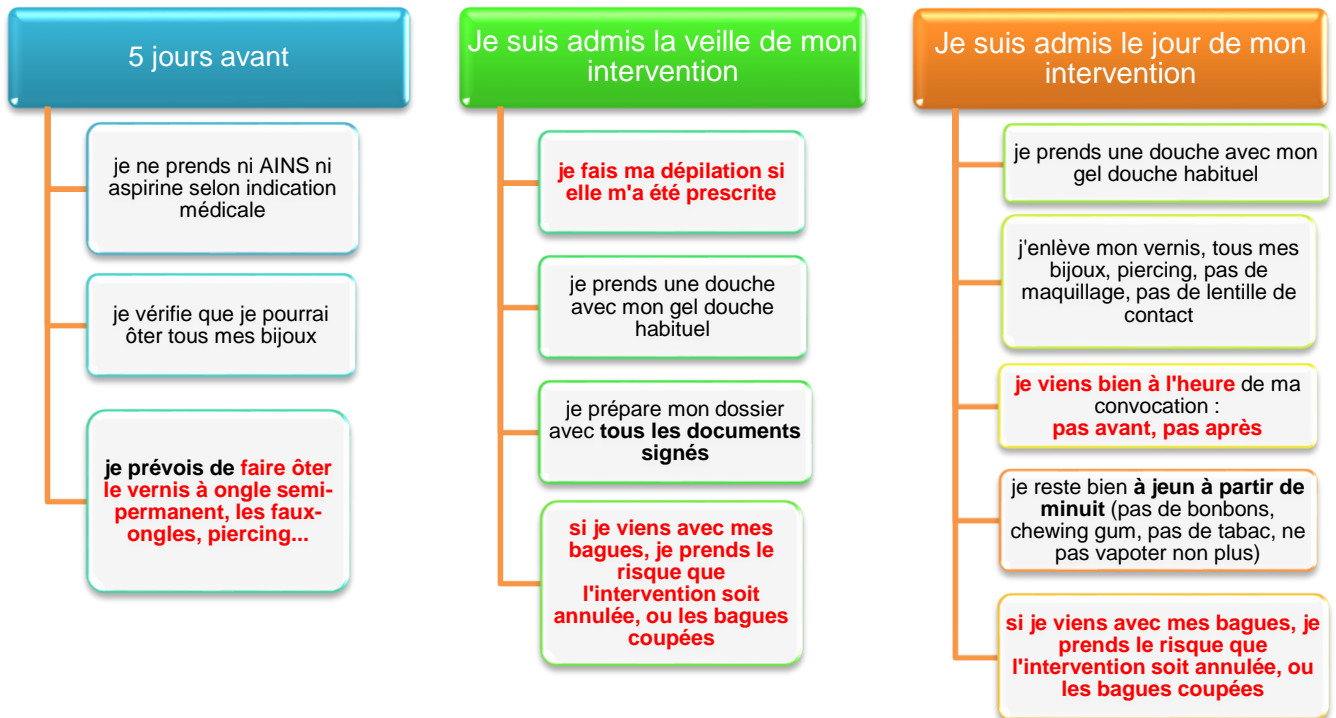 5 jours avant
je ne prends ni AINS ni
aspirine selon indication
médicale
je vérifie que je pourrai
ôter tous mes bijoux
je prévois de faire ôter
le vernis à ongle semi-
permanent, les faux-
ongles, piercing...
Je suis admis la veille de mon
intervention
je fais ma dépilation si
elle m'a été prescrite
je prends une douche
avec mon gel douche
habituel
je prépare mon dossier
avec tous les documents
signés
si je viens avec mes
bagues, je prends le
risque que
l'intervention soit
annulée, ou les bagues
coupées
Je suis admis le jour de mon
intervention
je prends une douche avec mon
gel douche habituel
j'enlève mon vernis, tous mes
bijoux, piercing, pas de
maquillage, pas de lentille de
contact
je viens bien à l'heure de ma
convocation :
pas avant, pas après
je reste bien à jeun à partir de
minuit (pas de bonbons,
chewing gum, pas de tabac, ne
pas vapoter non plus)
si je viens avec mes bagues, je
prends le risque que
l'intervention soit annulée, ou
les bagues coupées